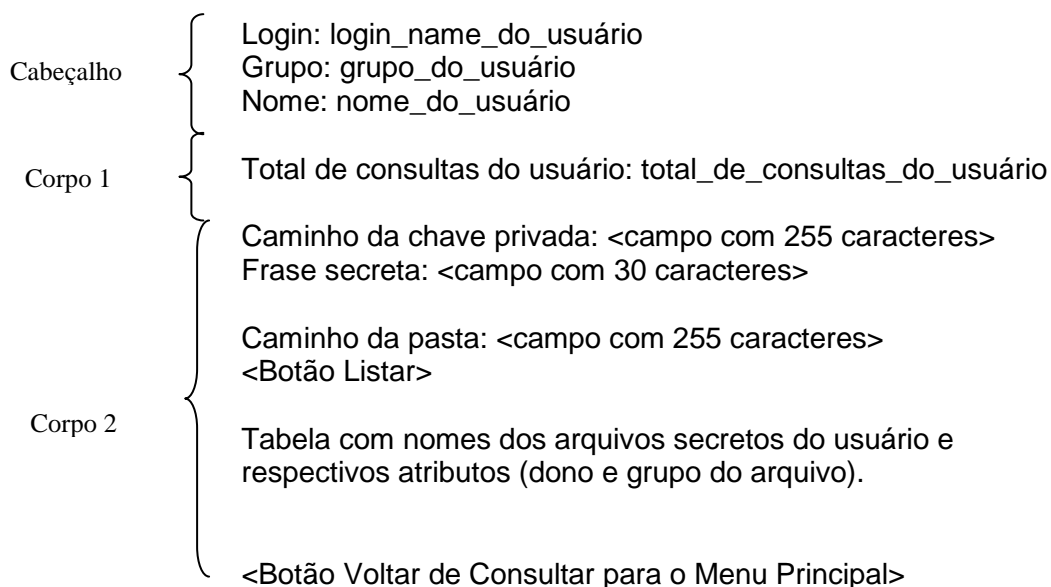 Cabeçalho
Login: login_name_do_usuário
Grupo: grupo_do_usuário
Nome: nome_do_usuário
Corpo 1
Total de consultas do usuário: total_de_consultas_do_usuário
Corpo 2
Caminho da chave privada: <campo com 255 caracteres>
Frase secreta: <campo com 30 caracteres>
Caminho da pasta: <campo com 255 caracteres>
<Botão Listar>
Tabela com nomes dos arquivos secretos do usuário e
respectivos atributos (dono e grupo do arquivo).
<Botão Voltar de Consultar para o Menu Principal>